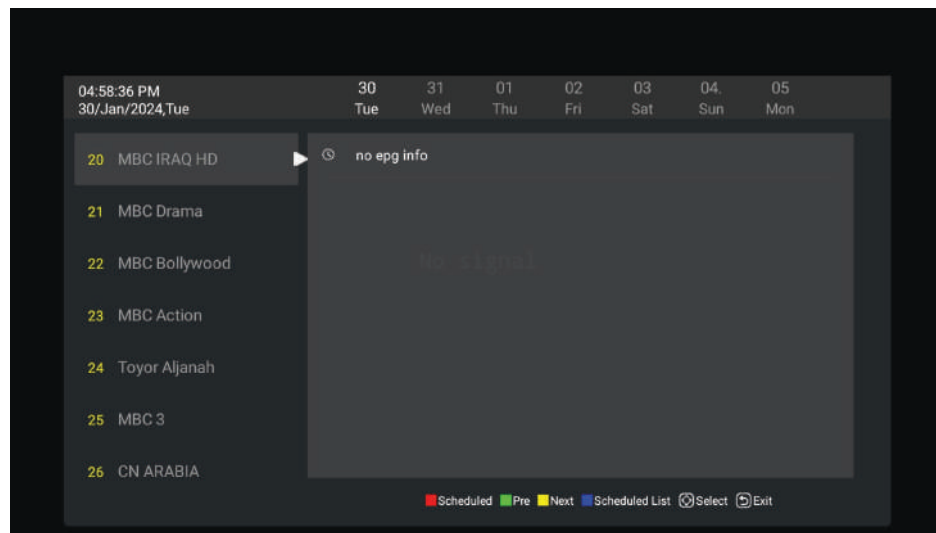 04:58:36 PM
30/Jan/2024,Tue
30 31 01 02 03 04. 05
Tue Wed Thu Fri Sat Sun Mon
20 MBC IRAQ HD
no epg info
21 MBC Drama
22 MBC Bollywood
No signal
23 MBC Action
24 Toyor Aljanah
25 MBC 3
26 CN ARABIA
Scheduled Pre Next Scheduled List Select Exit